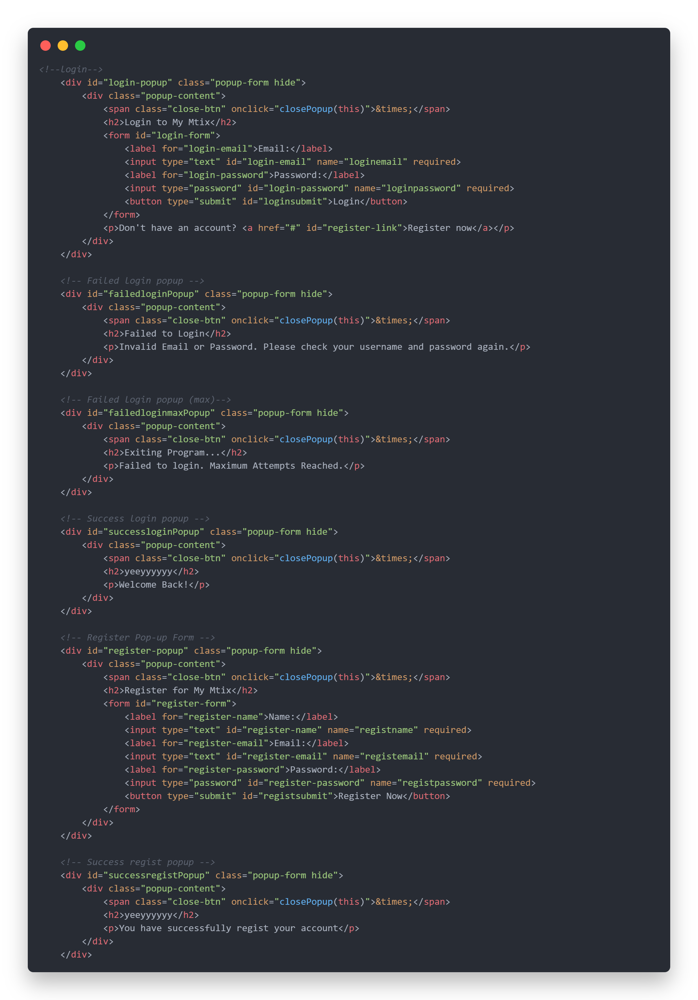 <!--login-->
    <div id="login-popup" class="popup-form hide">
        <div class="popup-content">
            <span class="close-btn" onclick="closePopup(this)">&times;</span>
            <h2>Login to My Mtix</h2>
            <form id="login-form">
                <label for="login-email">Email:</label>
                <input type="text" id="login-email" name="loginemail" required>
                <label for="login-password">Password:</label>
                <input type="password" id="login-password" name="loginpassword" required>
                <button type="submit" id="loginsubmit">Login</button>
            </form>
            <p>Don't have an account? <a href="#" id="register-link">Register now</a></p>
        </div>
    </div>

    <!-- Failed login popup -->
    <div id="failedloginPopup" class="popup-form hide">
        <div class="popup-content">
            <span class="close-btn" onclick="closePopup(this)">&times;</span>
            <h2>Failed to Login</h2>
            <p>Invalid Email or Password. Please check your username and password again.</p>
        </div>
    </div>

    <!-- Failed login popup (max)-->
    <div id="failedloginmaxPopup" class="popup-form hide">
        <div class="popup-content">
            <span class="close-btn" onclick="closePopup(this)">&times;</span>
            <h2>Exiting Program...</h2>
            <p>Failed to login. Maximum Attempts Reached.</p>
        </div>
    </div>

    <!-- Success login popup -->
    <div id="successloginPopup" class="popup-form hide">
        <div class="popup-content">
            <span class="close-btn" onclick="closePopup(this)">&times;</span>
            <h2>yeeyyyyyy</h2>
            <p>Welcome Back!</p>
        </div>
    </div>

    <!-- Register Pop-up Form -->
    <div id="register-popup" class="popup-form hide">
        <div class="popup-content">
            <span class="close-btn" onclick="closePopup(this)">&times;</span>
            <h2>Register for My Mtix</h2>
            <form id="register-form">
                <label for="register-name">Name:</label>
                <input type="text" id="register-name" name="registname" required>
                <label for="register-email">Email:</label>
                <input type="text" id="register-email" name="registemail" required>
                <label for="register-password">Password:</label>
                <input type="password" id="register-password" name="registpassword" required>
                <button type="submit" id="registsubmit">Register Now</button>
            </form>
        </div>
    </div>

    <!-- Success regist popup -->
    <div id="successregistPopup" class="popup-form hide">
        <div class="popup-content">
            <span class="close-btn" onclick="closePopup(this)">&times;</span>
            <h2>yeeyyyyyy</h2>
            <p>You have successfully regist your account</p>
        </div>
    </div>